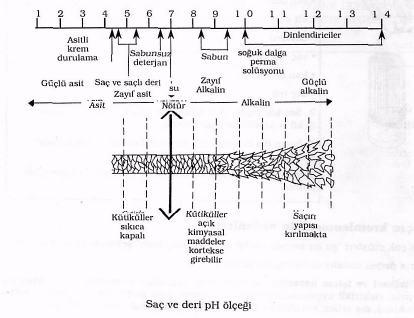 1 2 3 4 5 6 7 8 9 10 11 12 13 14
Asitli
krem
durulama
Sabunsuz
deterjan
Sabun
soğuk dalga
perma
solüsyonu
Dinlendiriciler
Güçlü asit
Saç ve saçlı deri
Zayıf asit
su
Zayıf
Alkalin
Güçlü
alkalin
Asit
Nötür
Alkalin
Kütiküller
sıkıca
kapalı
Kütiküller
açık
kimyasal
maddeler
kortekse
girebilir
Saçın
yapısı
kırılmakta
Saç ve deri pH ölçeği